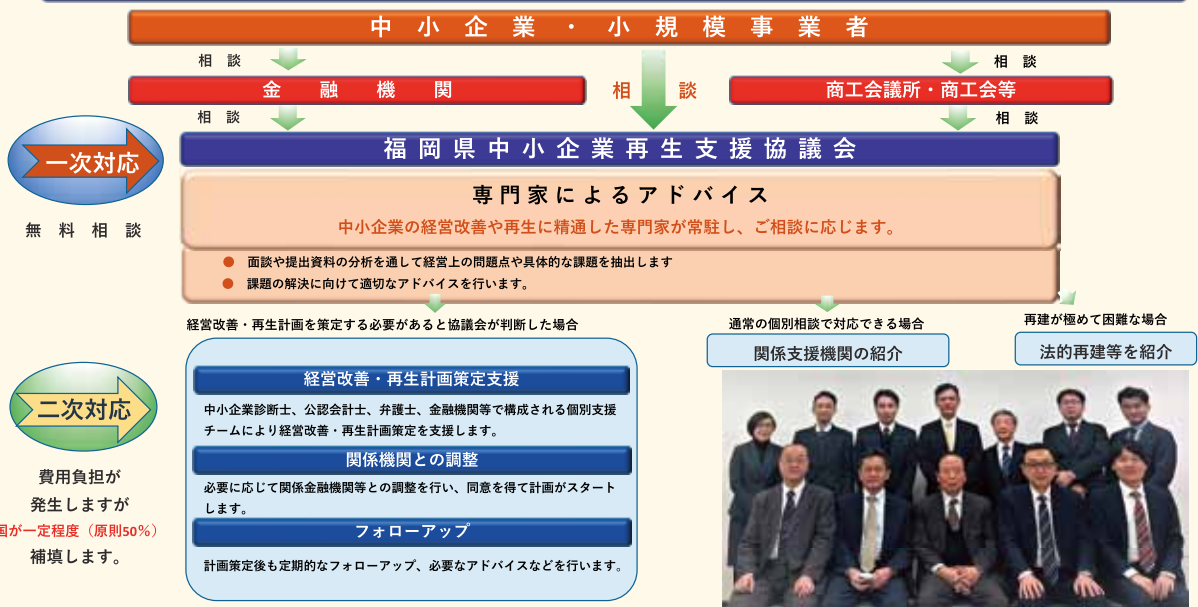 中小企業・小規模事業者
相談
相談
金融機関
相談
商工会議所・商工会等
相談
相談
福岡県中小企業再生支援協議会
一次対応
無料相談
専門家によるアドバイス
中小企業の経営改善や再生に精通した専門家が常駐し、ご相談に応じます。
● 面談や提出資料の分析を通して経営上の問題点や具体的な課題を抽出します
● 課題の解決に向けて適切なアドバイスを行います。
経営改善・再生計画を策定する必要があると協議会が判断した場合
通常の個別相談で対応できる場合
再建が極めて困難な場合
関係支援機関の紹介
法的再建等を紹介
二次対応
費用負担が
発生しますが
国が一定程度（原則50%）
補填します。
経営改善・再生計画策定支援
中小企業診断士、公認会計士、弁護士、金融機関等で構成される個別支援
チームにより経営改善・再生計画策定を支援します。
関係機関との調整
必要に応じて関係金融機関等との調整を行い、同意を得て計画がスタート
します。
フォローアップ
計画策定後も定期的なフォローアップ、必要なアドバイスなどを行います。